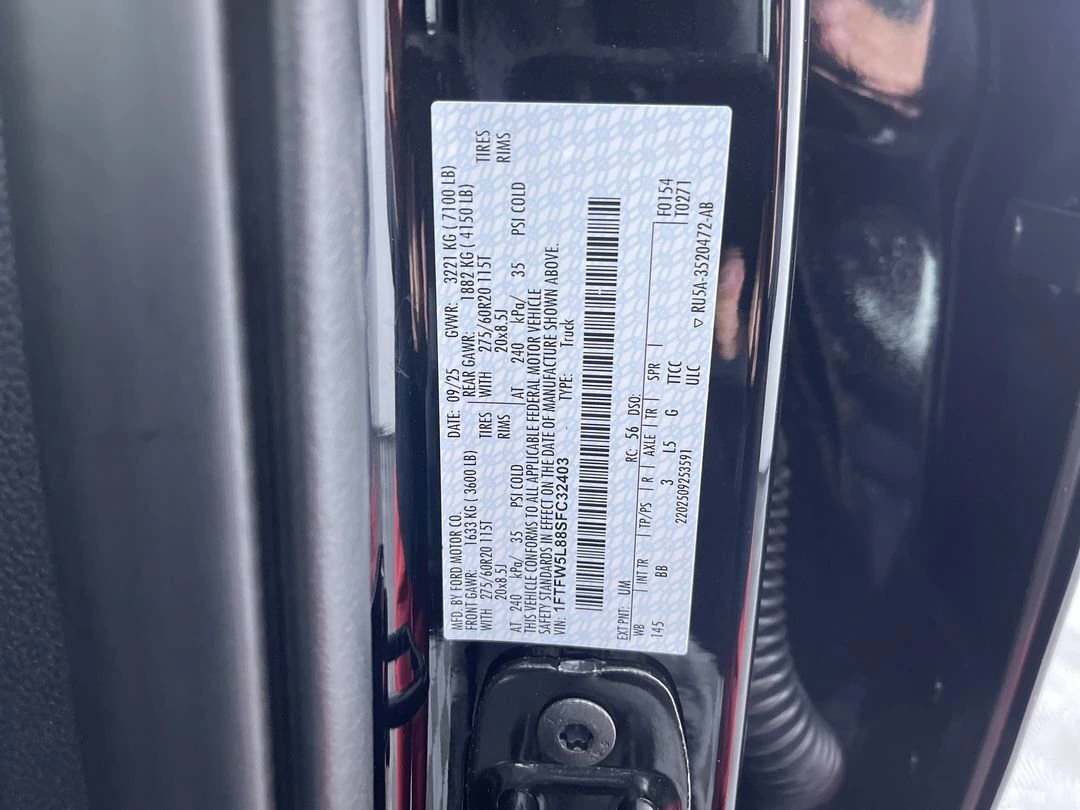 MFD. BY FORD MOTOR CO. DATE: 09/25 GVWR: 3221 KG ( 7100 LB)
FRONT GAWR: 1633 KG ( 3600 LB) REAR GAWR: 1882 KG ( 4150 LB)
WITH 275/60R20 115T TIRES WITH 275/60R20 115T TIRES
20x8.5J RIMS 20x8.5J RIMS
AT 240 kPa/ 35 PSI COLD AT 240 kPa/ 35 PSI COLD
THIS VEHICLE CONFORMS TO ALL APPLICABLE FEDERAL MOTOR VEHICLE
SAFETY STANDARDS IN EFFECT ON THE DATE OF MANUFACTURE SHOWN ABOVE.
VIN: 1FTFW5L88SFC32403 TYPE: Truck
EXT PNT: UM RC: 56 DSO: F0154
WB INT TR TP/PS R AXLE TR SPR T0271
145 BB 3 L5 G TTCC
2202509253591 ULC
▽ RU5A-3520472-AB